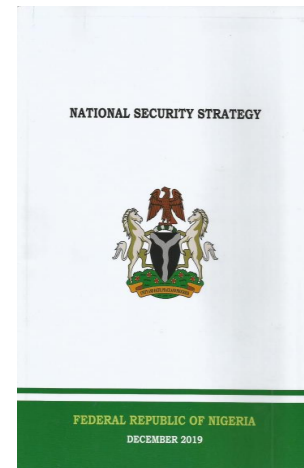 NATIONAL SECURITY STRATEGY
FEDERAL REPUBLIC OF NIGERIA
DECEMBER 2019